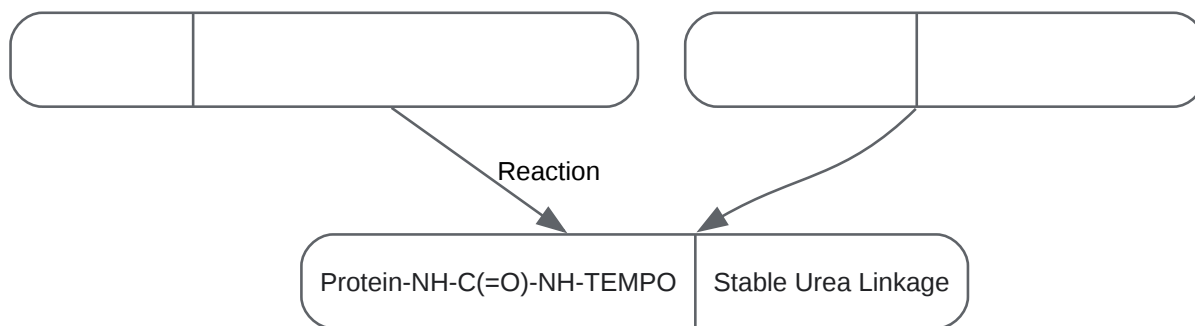 Reaction
Protein-NH-C(=O)-NH-TEMPO
Stable Urea Linkage